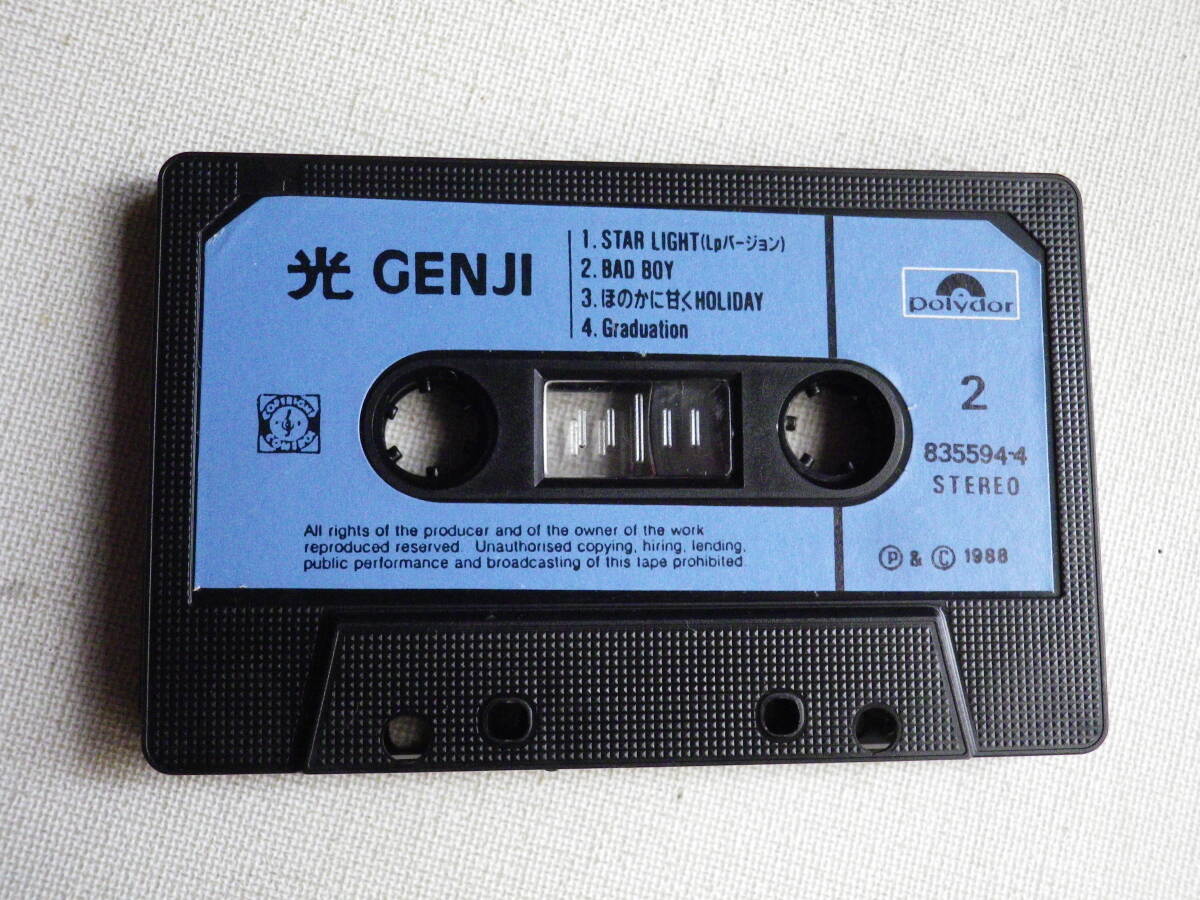 光 GENJI
1. STAR LIGHT(Lpバージョン)
2. BAD BOY
3. ほのかに甘くHOLIDAY
4. Graduation
polydor
2
835594-4
STEREO
COPYRIGHT
CONTROL
All rights of the producer and of the owner of the work
reproduced reserved. Unauthorised copying, hiring, lending,
public performance and broadcasting of this tape prohibited.
Ⓟ & © 1988